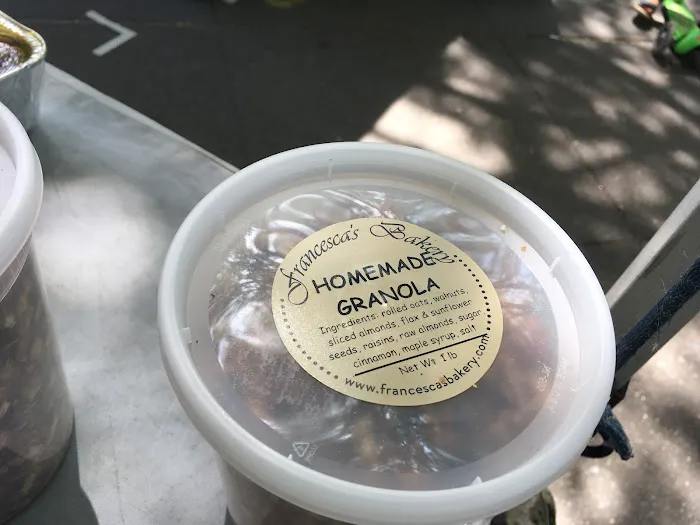 Francesca's Bakery
HOMEMADE
GRANOLA
Ingredients: rolled oats, walnuts,
sliced almonds, flax & sunflower
seeds, raisins, raw almonds, sugar
cinnamon, maple syrup, salt
Net Wt 1 lb
www.francescasbakery.com